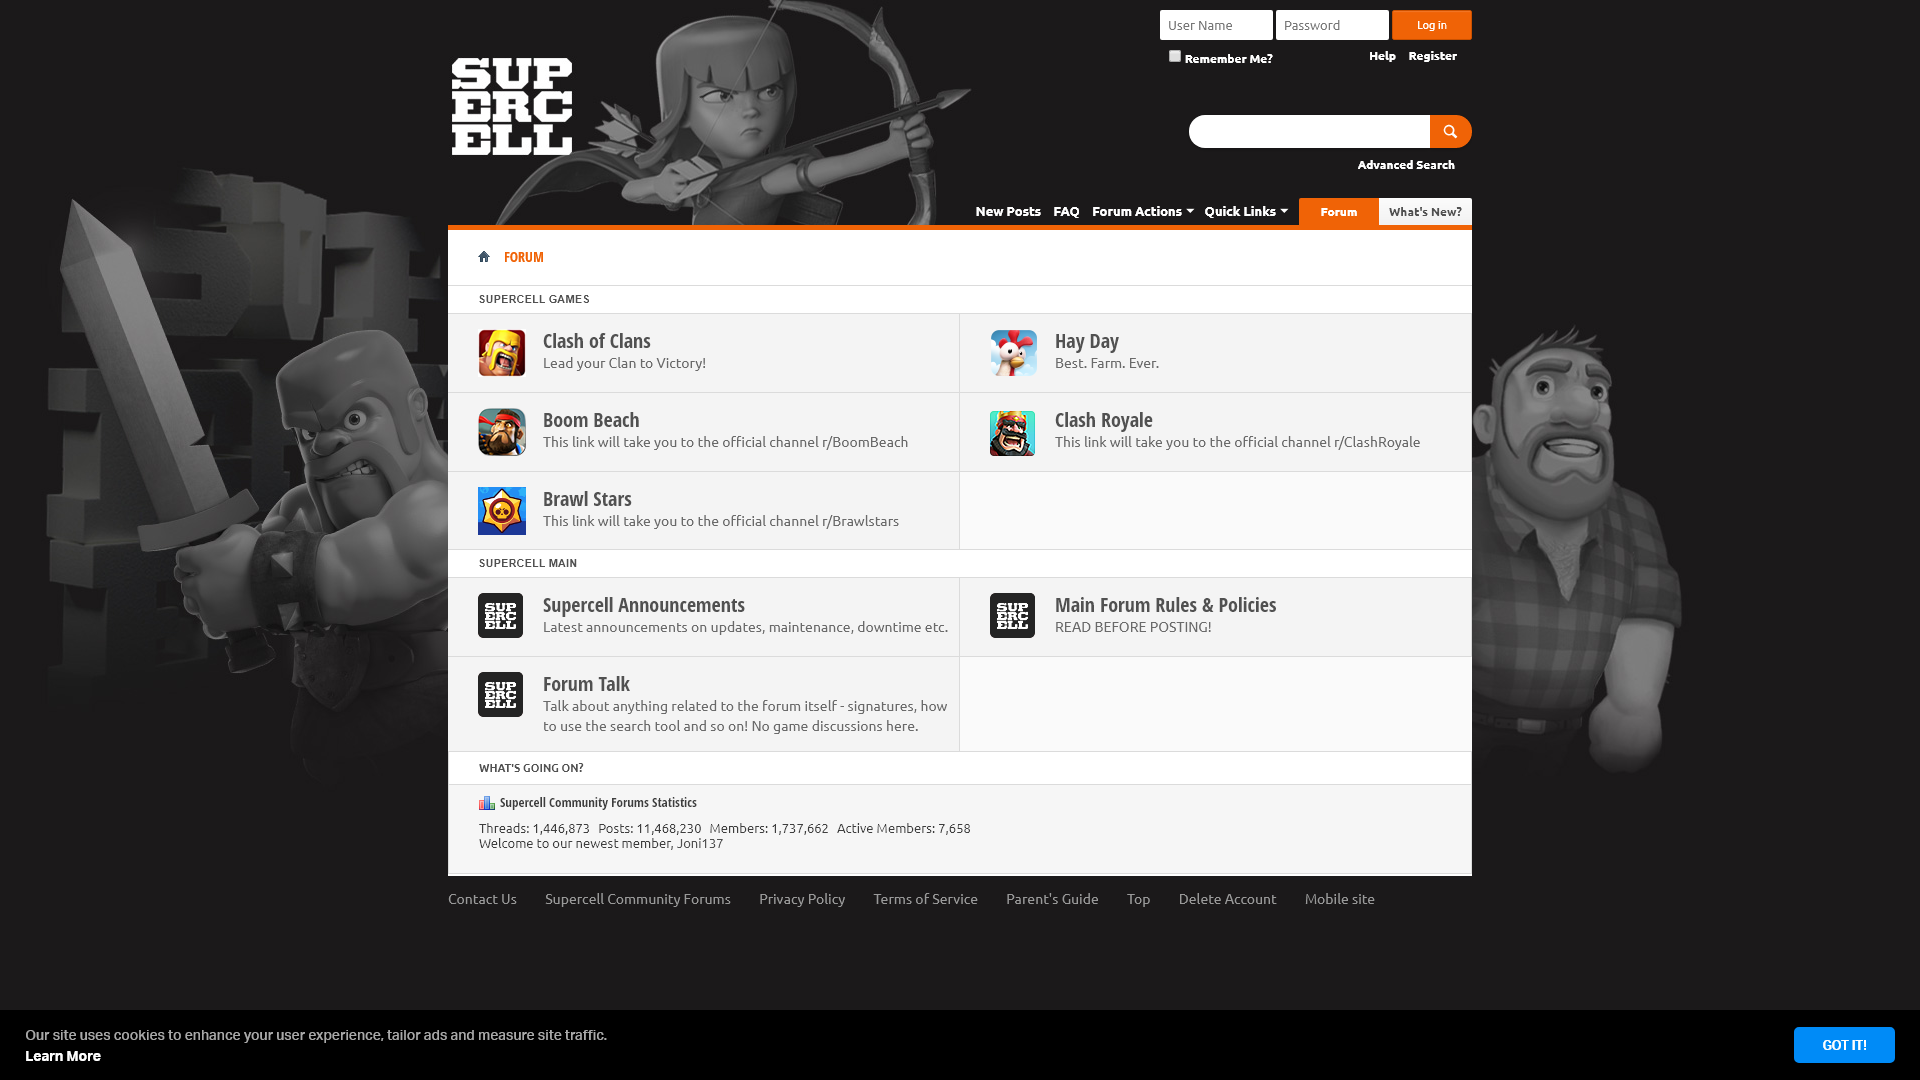 User Name
Password
Log in
Remember Me?
Help
Register
SUP
ERC
ELL
Advanced Search
New Posts
FAQ
Forum Actions
Quick Links
Forum
What's New?
FORUM
SUPERCELL GAMES
Clash of Clans
Lead your Clan to Victory!
Hay Day
Best. Farm. Ever.
Boom Beach
This link will take you to the official channel r/BoomBeach
Clash Royale
This link will take you to the official channel r/ClashRoyale
Brawl Stars
This link will take you to the official channel r/Brawlstars
SUPERCELL MAIN
SUP
ERC
ELL
Supercell Announcements
Latest announcements on updates, maintenance, downtime etc.
SUP
ERC
ELL
Main Forum Rules & Policies
READ BEFORE POSTING!
SUP
ERC
ELL
Forum Talk
Talk about anything related to the forum itself - signatures, how
to use the search tool and so on! No game discussions here.
WHAT'S GOING ON?
Supercell Community Forums Statistics
Threads: 1,446,873 Posts: 11,468,230 Members: 1,737,662 Active Members: 7,658
Welcome to our newest member, Joni137
Contact Us
Supercell Community Forums
Privacy Policy
Terms of Service
Parent's Guide
Top
Delete Account
Mobile site
Our site uses cookies to enhance your user experience, tailor ads and measure site traffic.
Learn More
GOT IT!